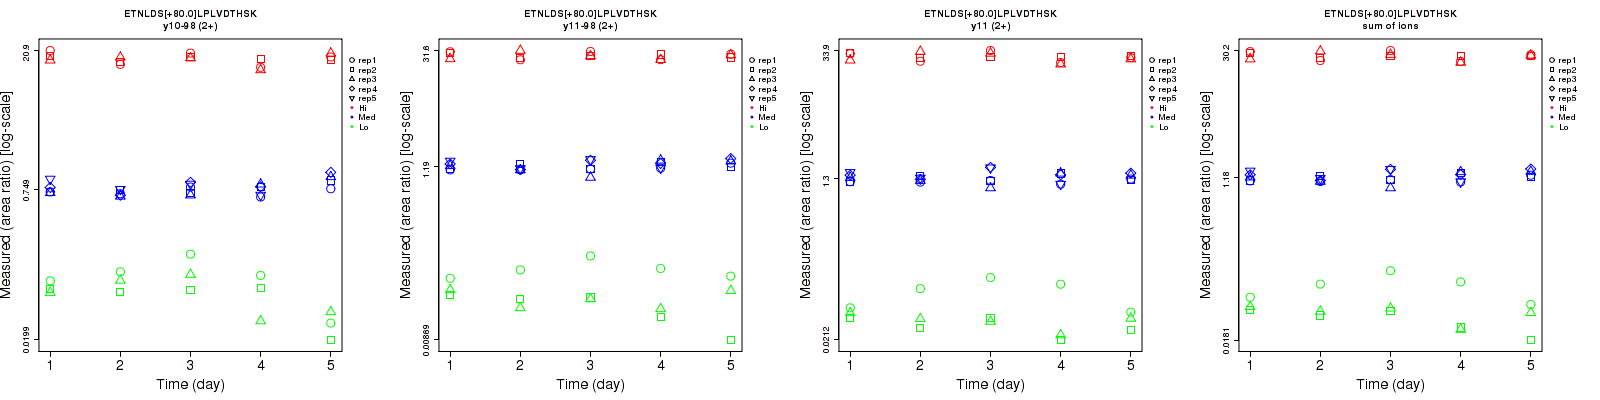 ETNLDS[+80.0]LPLVDTHSK
y10-98 (2+)
Measured (area ratio) [log-scale]
20.9
0.749
0.0199
1 2 3 4 5
Time (day)
rep1
rep2
rep3
rep4
rep5
Hi
Med
Lo
ETNLDS[+80.0]LPLVDTHSK
y11-98 (2+)
Measured (area ratio) [log-scale]
31.8
1.19
0.00869
1 2 3 4 5
Time (day)
rep1
rep2
rep3
rep4
rep5
Hi
Med
Lo
ETNLDS[+80.0]LPLVDTHSK
y11 (2+)
Measured (area ratio) [log-scale]
33.9
1.3
0.0212
1 2 3 4 5
Time (day)
rep1
rep2
rep3
rep4
rep5
Hi
Med
Lo
ETNLDS[+80.0]LPLVDTHSK
sum of ions
Measured (area ratio) [log-scale]
30.2
1.18
0.0181
1 2 3 4 5
Time (day)
rep1
rep2
rep3
rep4
rep5
Hi
Med
Lo